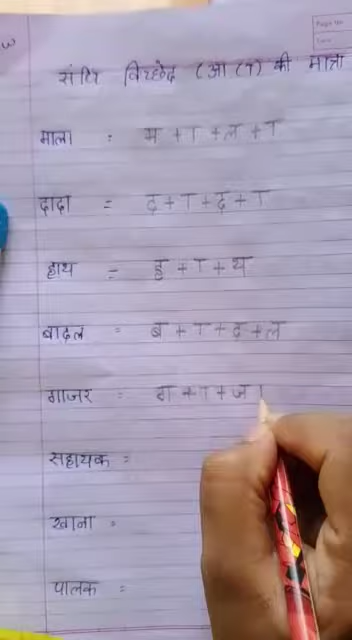 संधि विच्छेद (आ (ा) की मात्रा
माला = म + ा + ल + ा
दादा = द + ा + द + ा
हाथ = ह + ा + थ
बादल = ब + ा + द + ल
गाजर = ग + ा + ज
सहायक =
खाना =
पालक =